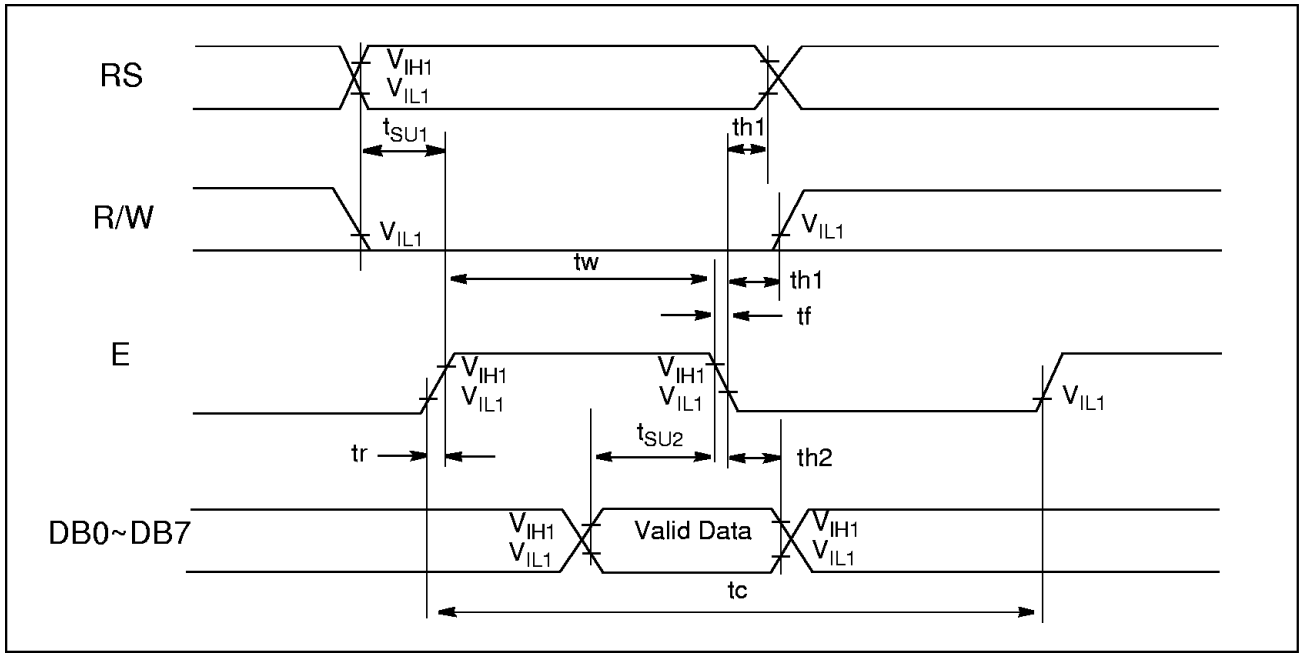 RS
VIH1
VIL1
tSU1
th1
R/W
VIL1
VIL1
tw
th1
tf
E
VIH1
VIL1
VIH1
VIL1
VIL1
tr
tSU2
th2
DB0~DB7
VIH1
VIL1
Valid Data
VIH1
VIL1
tc